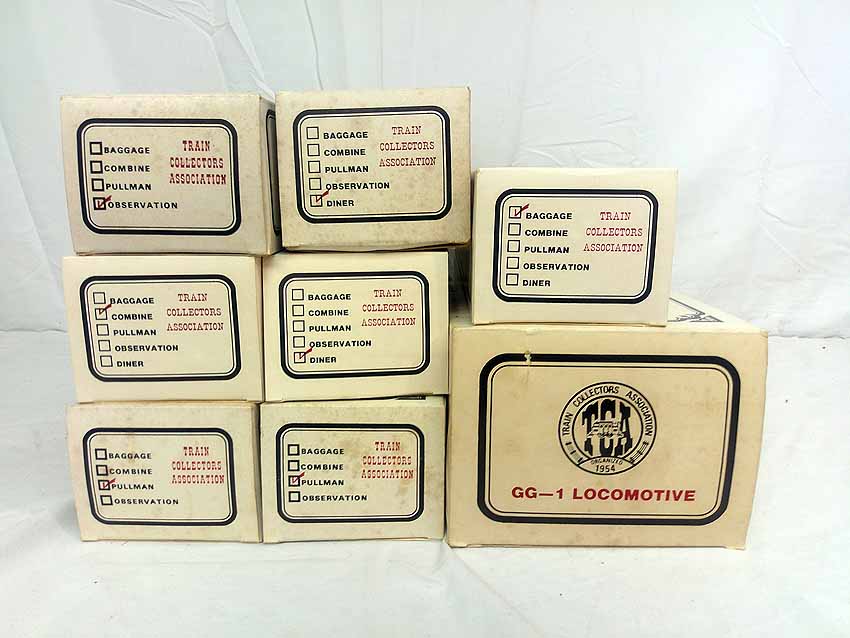 BAGGAGE
COMBINE
PULLMAN
OBSERVATION
TRAIN
COLLECTORS
ASSOCIATION
BAGGAGE
COMBINE
PULLMAN
OBSERVATION
DINER
TRAIN
COLLECTORS
ASSOCIATION
BAGGAGE
COMBINE
PULLMAN
OBSERVATION
DINER
TRAIN
COLLECTORS
ASSOCIATION
BAGGAGE
COMBINE
PULLMAN
OBSERVATION
DINER
TRAIN
COLLECTORS
ASSOCIATION
BAGGAGE
COMBINE
PULLMAN
OBSERVATION
DINER
TRAIN
COLLECTORS
ASSOCIATION
BAGGAGE
COMBINE
PULLMAN
OBSERVATION
TRAIN
COLLECTORS
ASSOCIATION
BAGGAGE
COMBINE
PULLMAN
OBSERVATION
TRAIN
COLLECTORS
ASSOCIATION
TRAIN COLLECTORS ASSOCIATION
TCA
ORGANIZED
1954
GG—1 LOCOMOTIVE